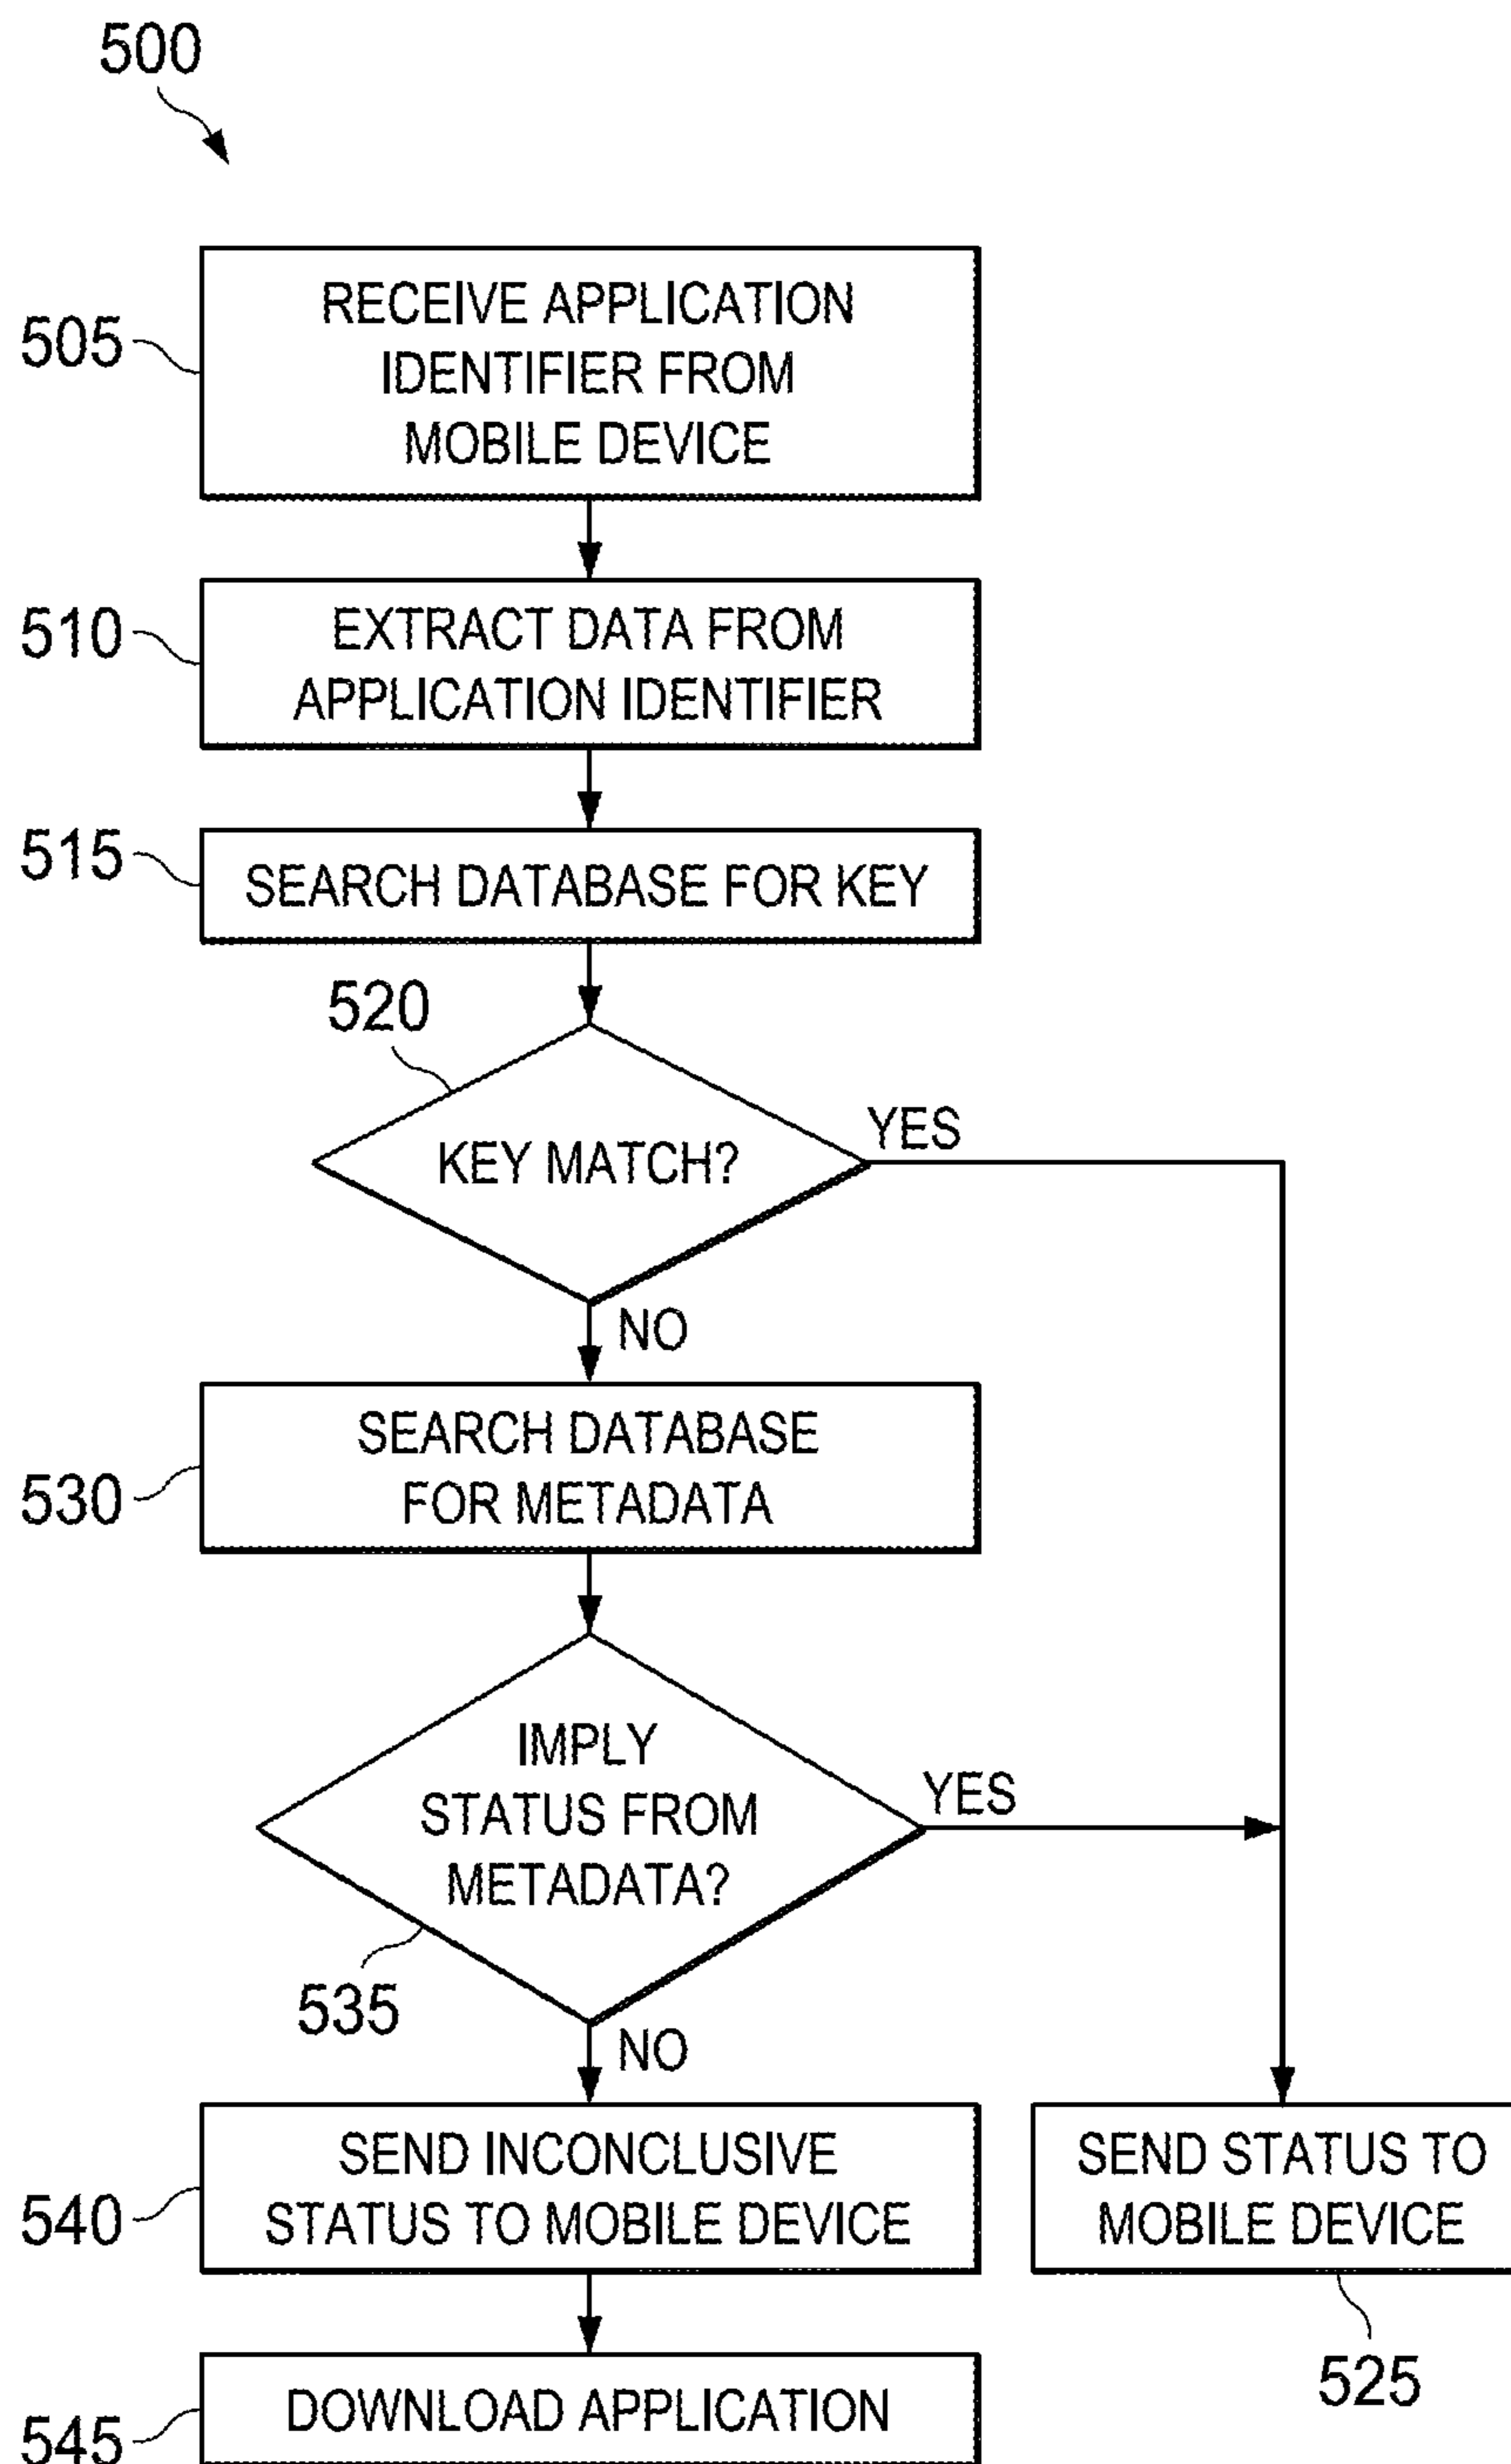 500
505
RECEIVE APPLICATION
IDENTIFIER FROM
MOBILE DEVICE
510
EXTRACT DATA FROM
APPLICATION IDENTIFIER
515
SEARCH DATABASE FOR KEY
520
KEY MATCH?
YES
NO
530
SEARCH DATABASE
FOR METADATA
IMPLY
STATUS FROM
METADATA?
YES
535
NO
540
SEND INCONCLUSIVE
STATUS TO MOBILE DEVICE
SEND STATUS TO
MOBILE DEVICE
525
545
DOWNLOAD APPLICATION